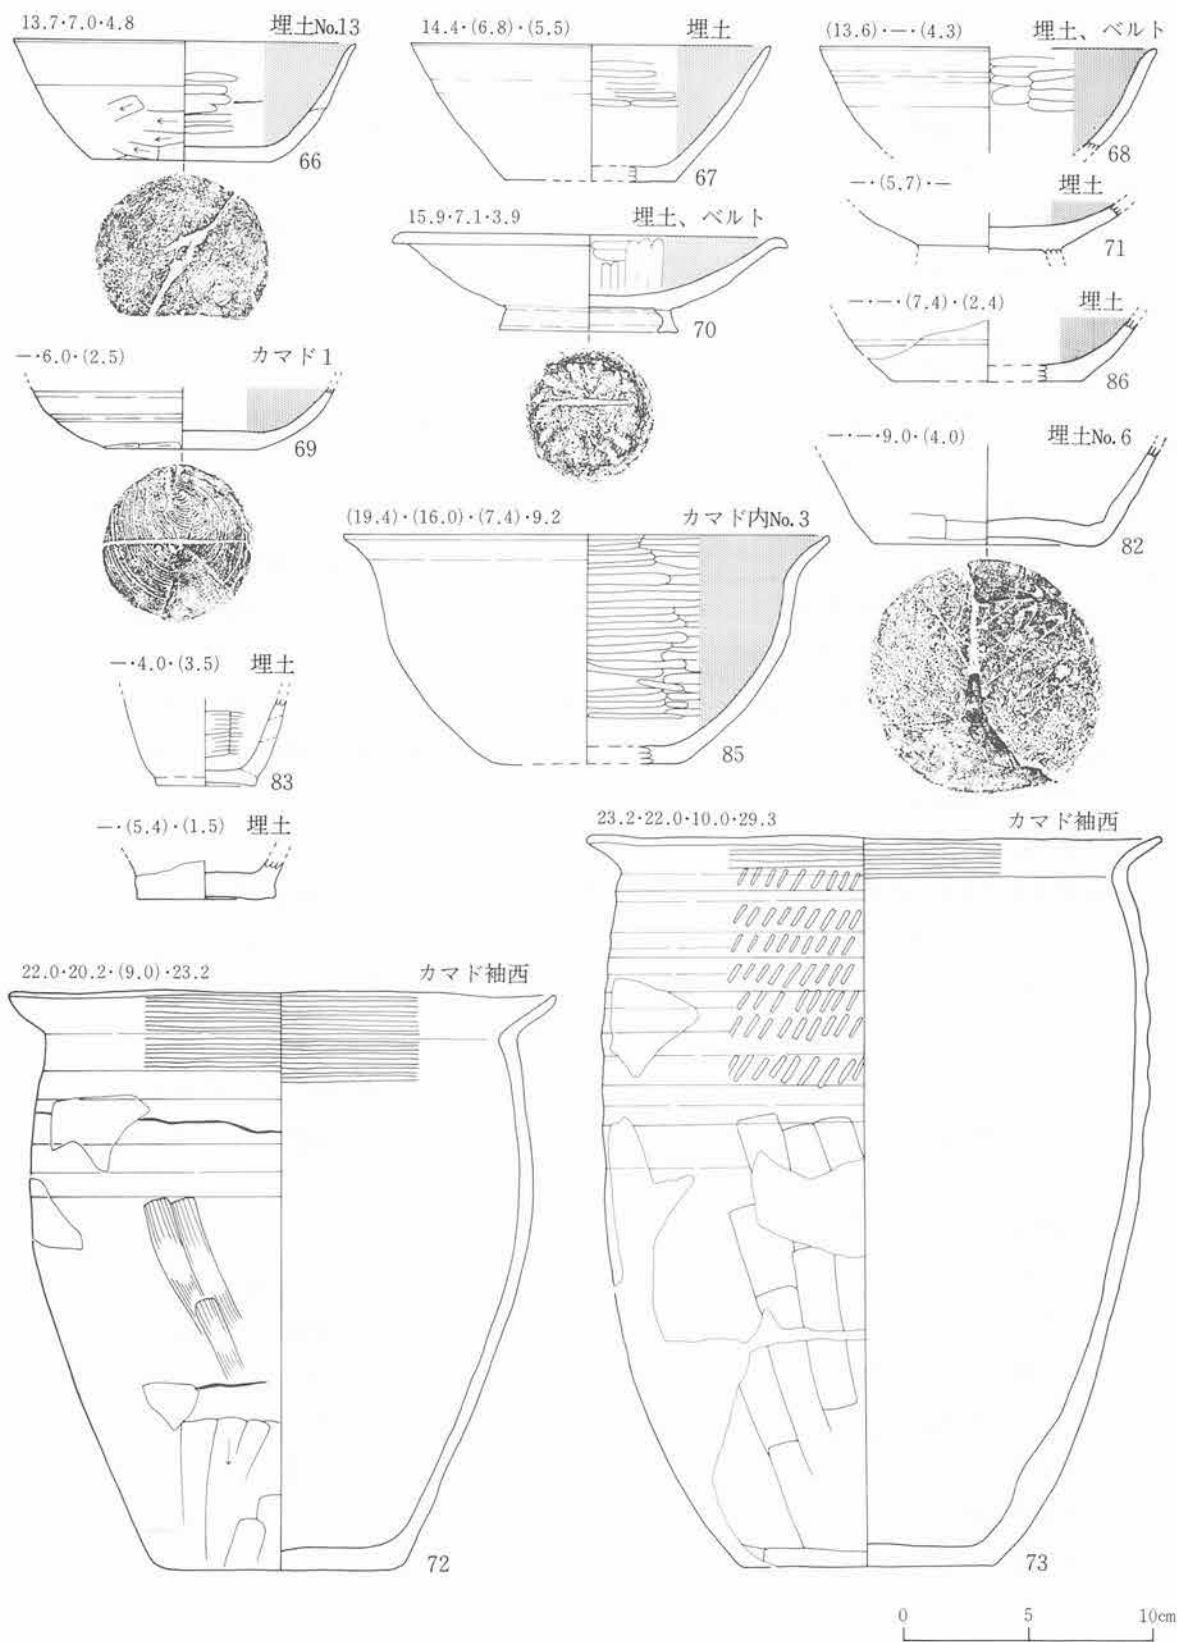 13.7·7.0·4.8 埋土No.13
66
14.4·(6.8)·(5.5) 埋土
67
(13.6)·—·(4.3) 埋土、ベルト
68
—·(5.7)·— 埋土
71
15.9·7.1·3.9 埋土、ベルト
70
—·—·(7.4)·(2.4) 埋土
86
—·6.0·(2.5) カマド1
69
—·—·9.0·(4.0) 埋土No.6
82
(19.4)·(16.0)·(7.4)·9.2 カマド内No.3
85
—·4.0·(3.5) 埋土
83
—·(5.4)·(1.5) 埋土
23.2·22.0·10.0·29.3 カマド袖西
73
22.0·20.2·(9.0)·23.2 カマド袖西
72
0 5 10cm